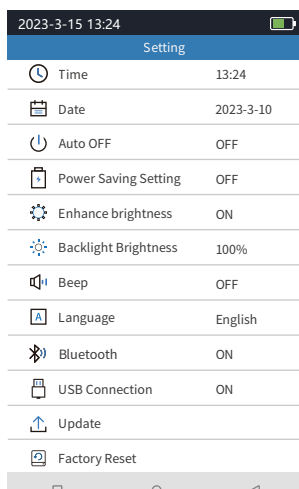 2023-3-15 13:24
Setting
Time 13:24
Date 2023-3-10
Auto OFF OFF
Power Saving Setting OFF
Enhance brightness ON
Backlight Brightness 100%
Beep OFF
A Language English
Bluetooth ON
USB Connection ON
Update
Factory Reset